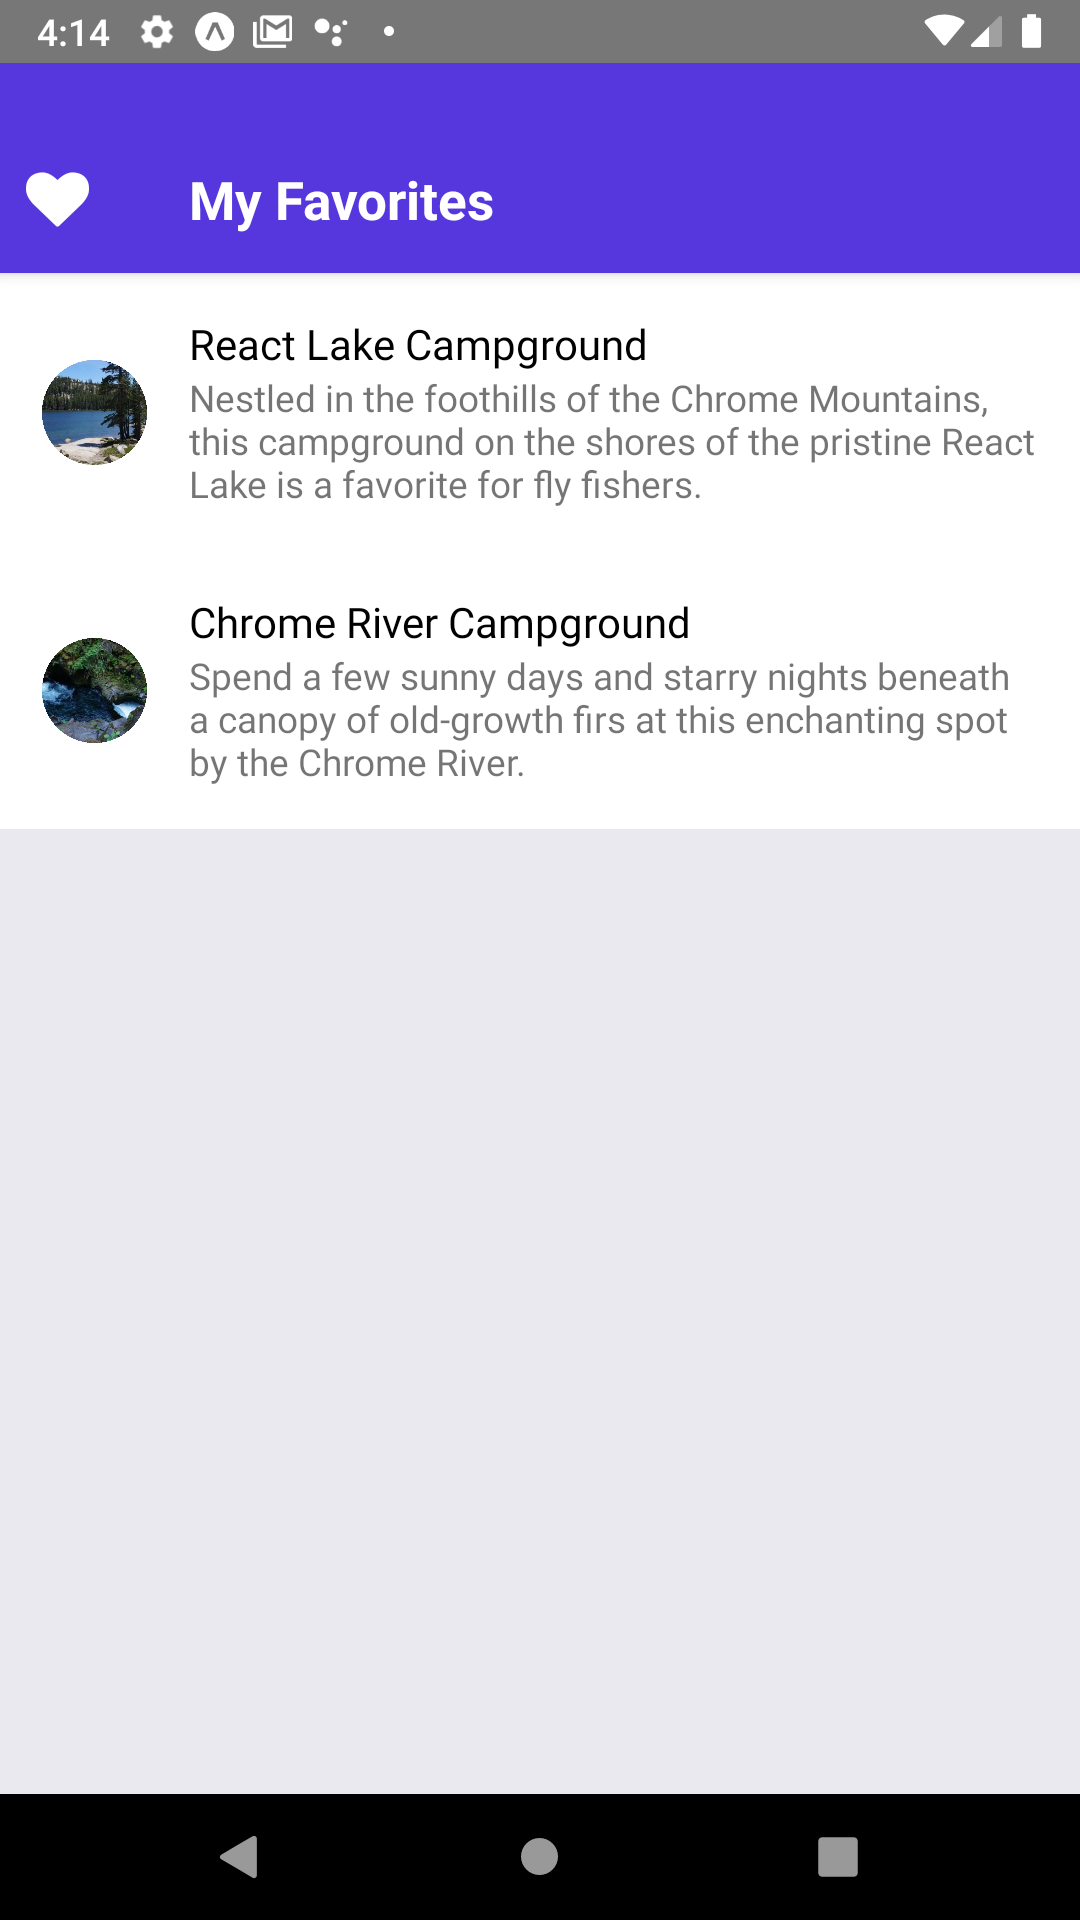 4:14
My Favorites
React Lake Campground
Nestled in the foothills of the Chrome Mountains,
this campground on the shores of the pristine React
Lake is a favorite for fly fishers.
Chrome River Campground
Spend a few sunny days and starry nights beneath
a canopy of old-growth firs at this enchanting spot
by the Chrome River.